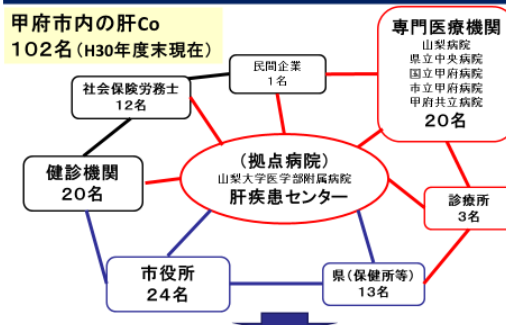 甲府市内の肝Co
102名(H30年度末現在)
専門医療機関
山梨病院
県立中央病院
国立甲府病院
市立甲府病院
甲府共立病院
20名
民間企業
1名
社会保険労務士
12名
(拠点病院)
山梨大学医学部附属病院
肝疾患センター
健診機関
20名
診療所
3名
市役所
24名
県(保健所等)
13名